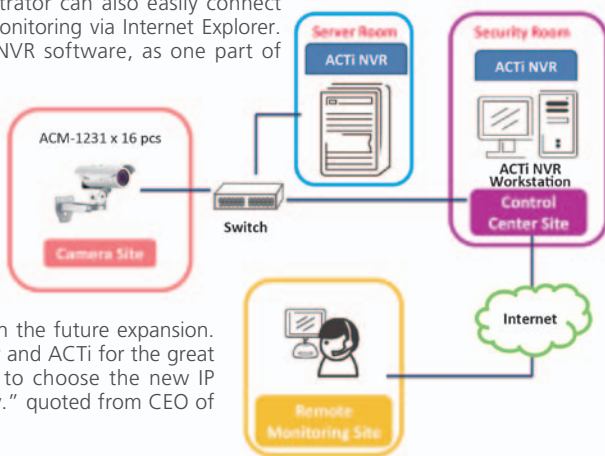 trator can also easily connect
onitoring via Internet Explorer.
NVR software, as one part of
Server Room
ACTi NVR
Security Room
ACTi NVR
ACTi NVR
Workstation
Control
Center Site
ACM-1231 x 16 pcs
Camera Site
Switch
Internet
n the future expansion.
and ACTi for the great
to choose the new IP
." quoted from CEO of
Remote
Monitoring Site